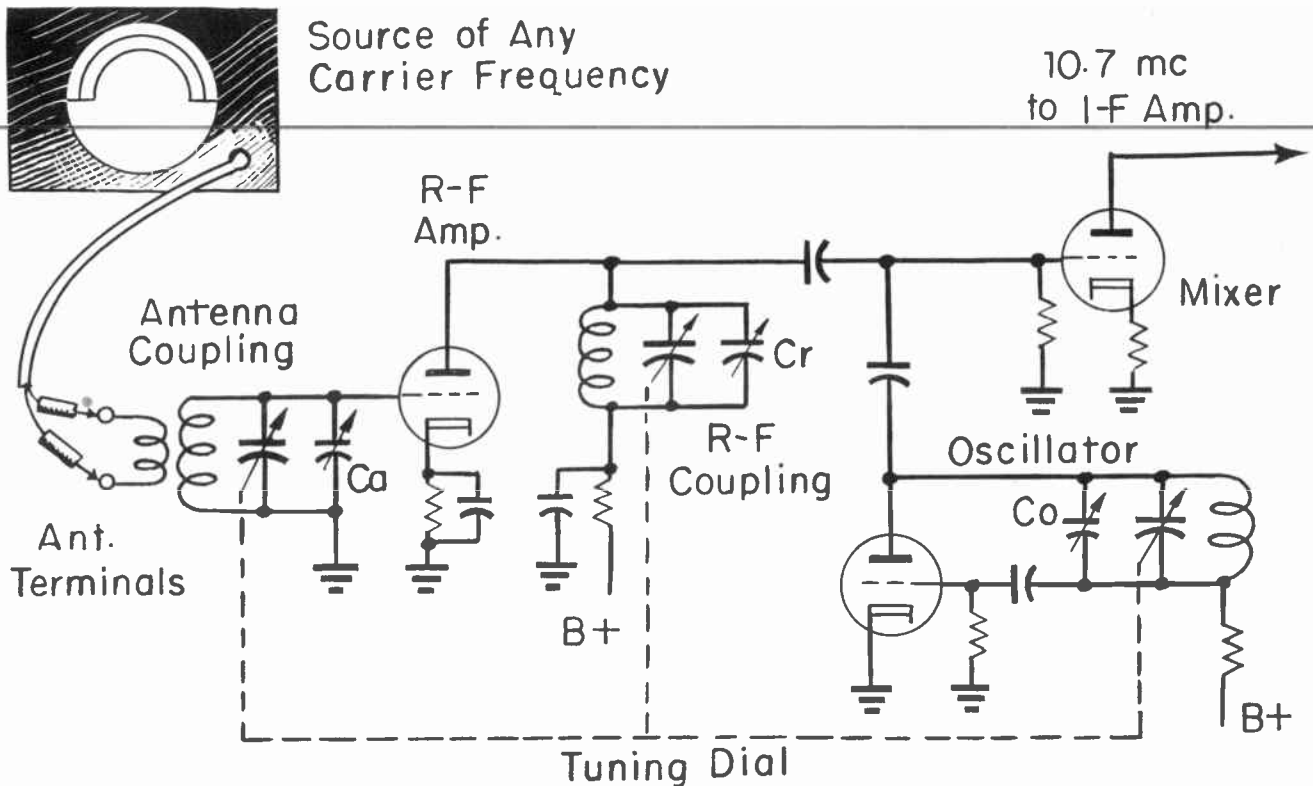 Source of Any
Carrier Frequency
10.7 mc
to I-F Amp.
R-F
Amp.
Mixer
Antenna
Coupling
Cr
Ca
R-F
Coupling
Oscillator
Co
Ant.
Terminals
B+
B+
Tuning Dial